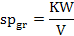 sp_gr = KW/V